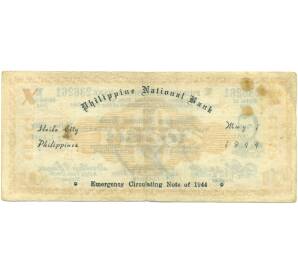 Philippine National Bank
Iloilo City
May 1
Philippines
1944
Emergency Circulating Note of 1944